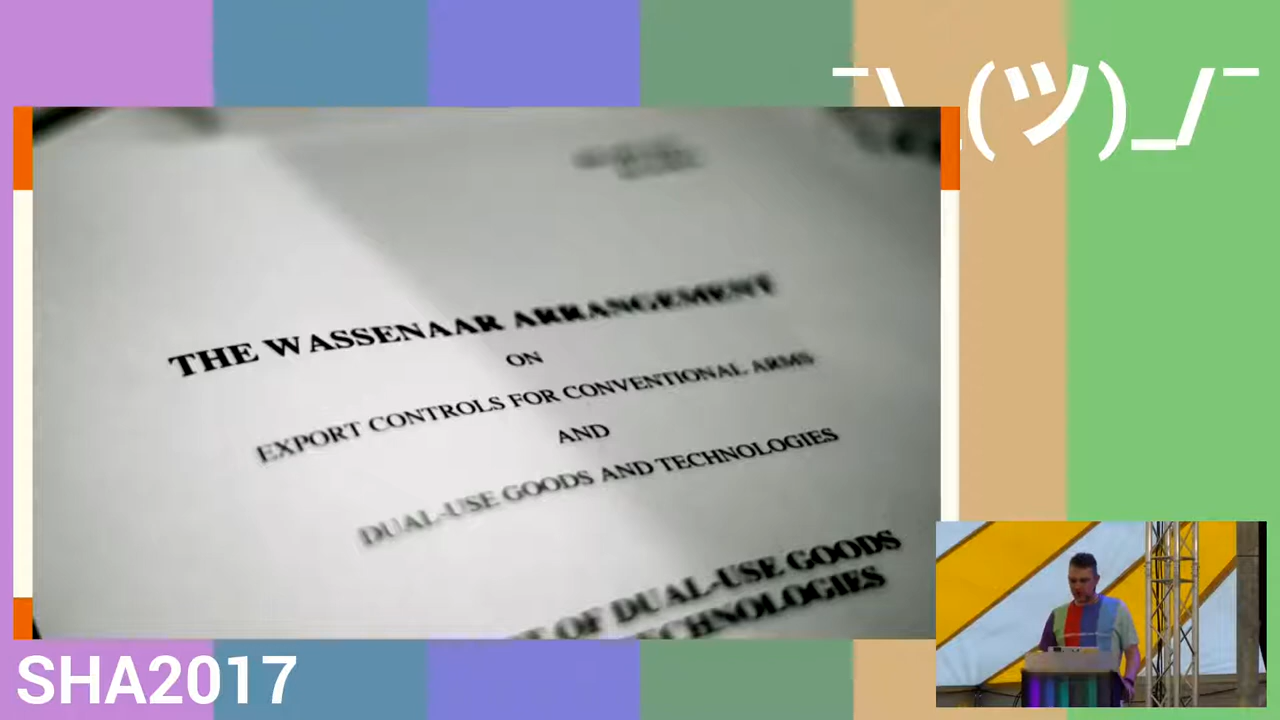 ¯\_(ツ)_/¯
THE WASSENAAR ARRANGEMENT
ON
EXPORT CONTROLS FOR CONVENTIONAL ARMS
AND
DUAL-USE GOODS AND TECHNOLOGIES
OF DUAL-USE GOODS
TECHNOLOGIES
SHA2017